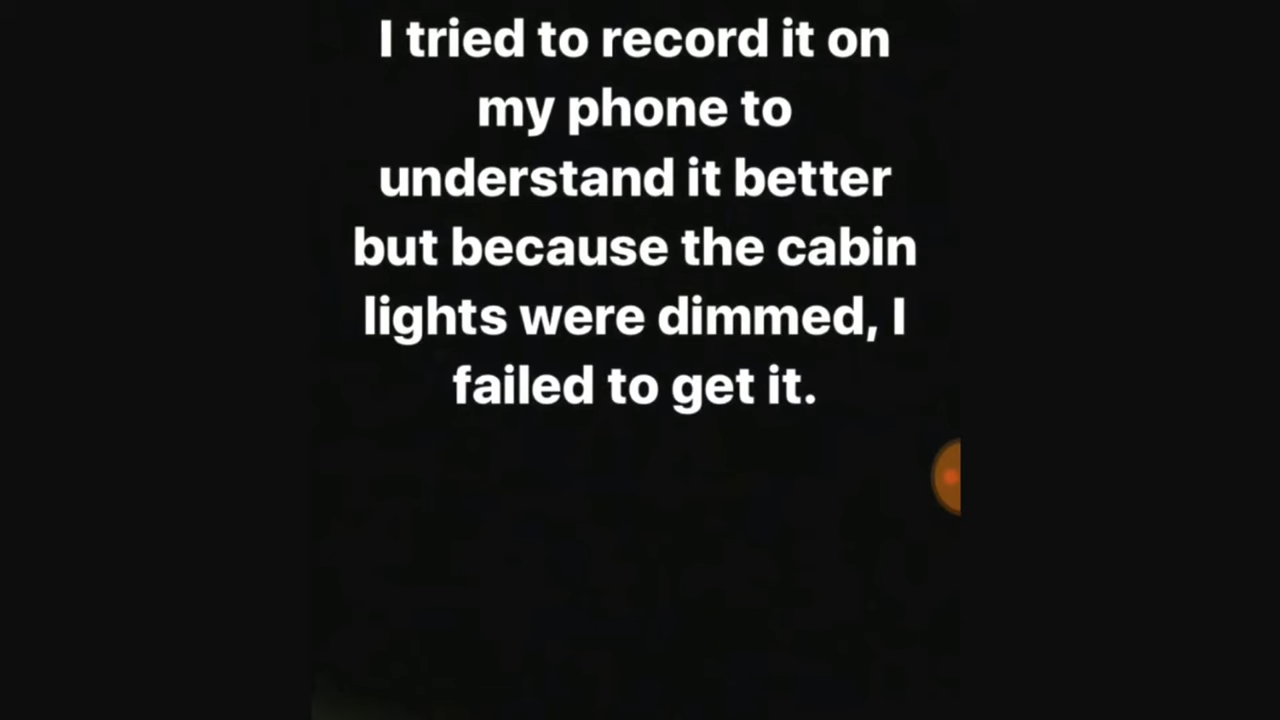 I tried to record it on
my phone to
understand it better
but because the cabin
lights were dimmed, I
failed to get it.